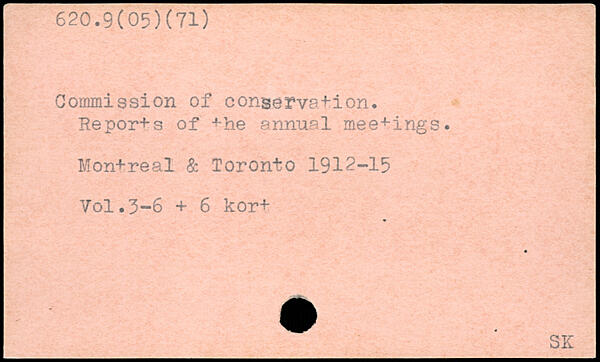 620.9(05)(71)
Commission of conservation.
Reports of the annual meetings.
Montreal & Toronto 1912-15
Vol.3-6 + 6 kort
SK